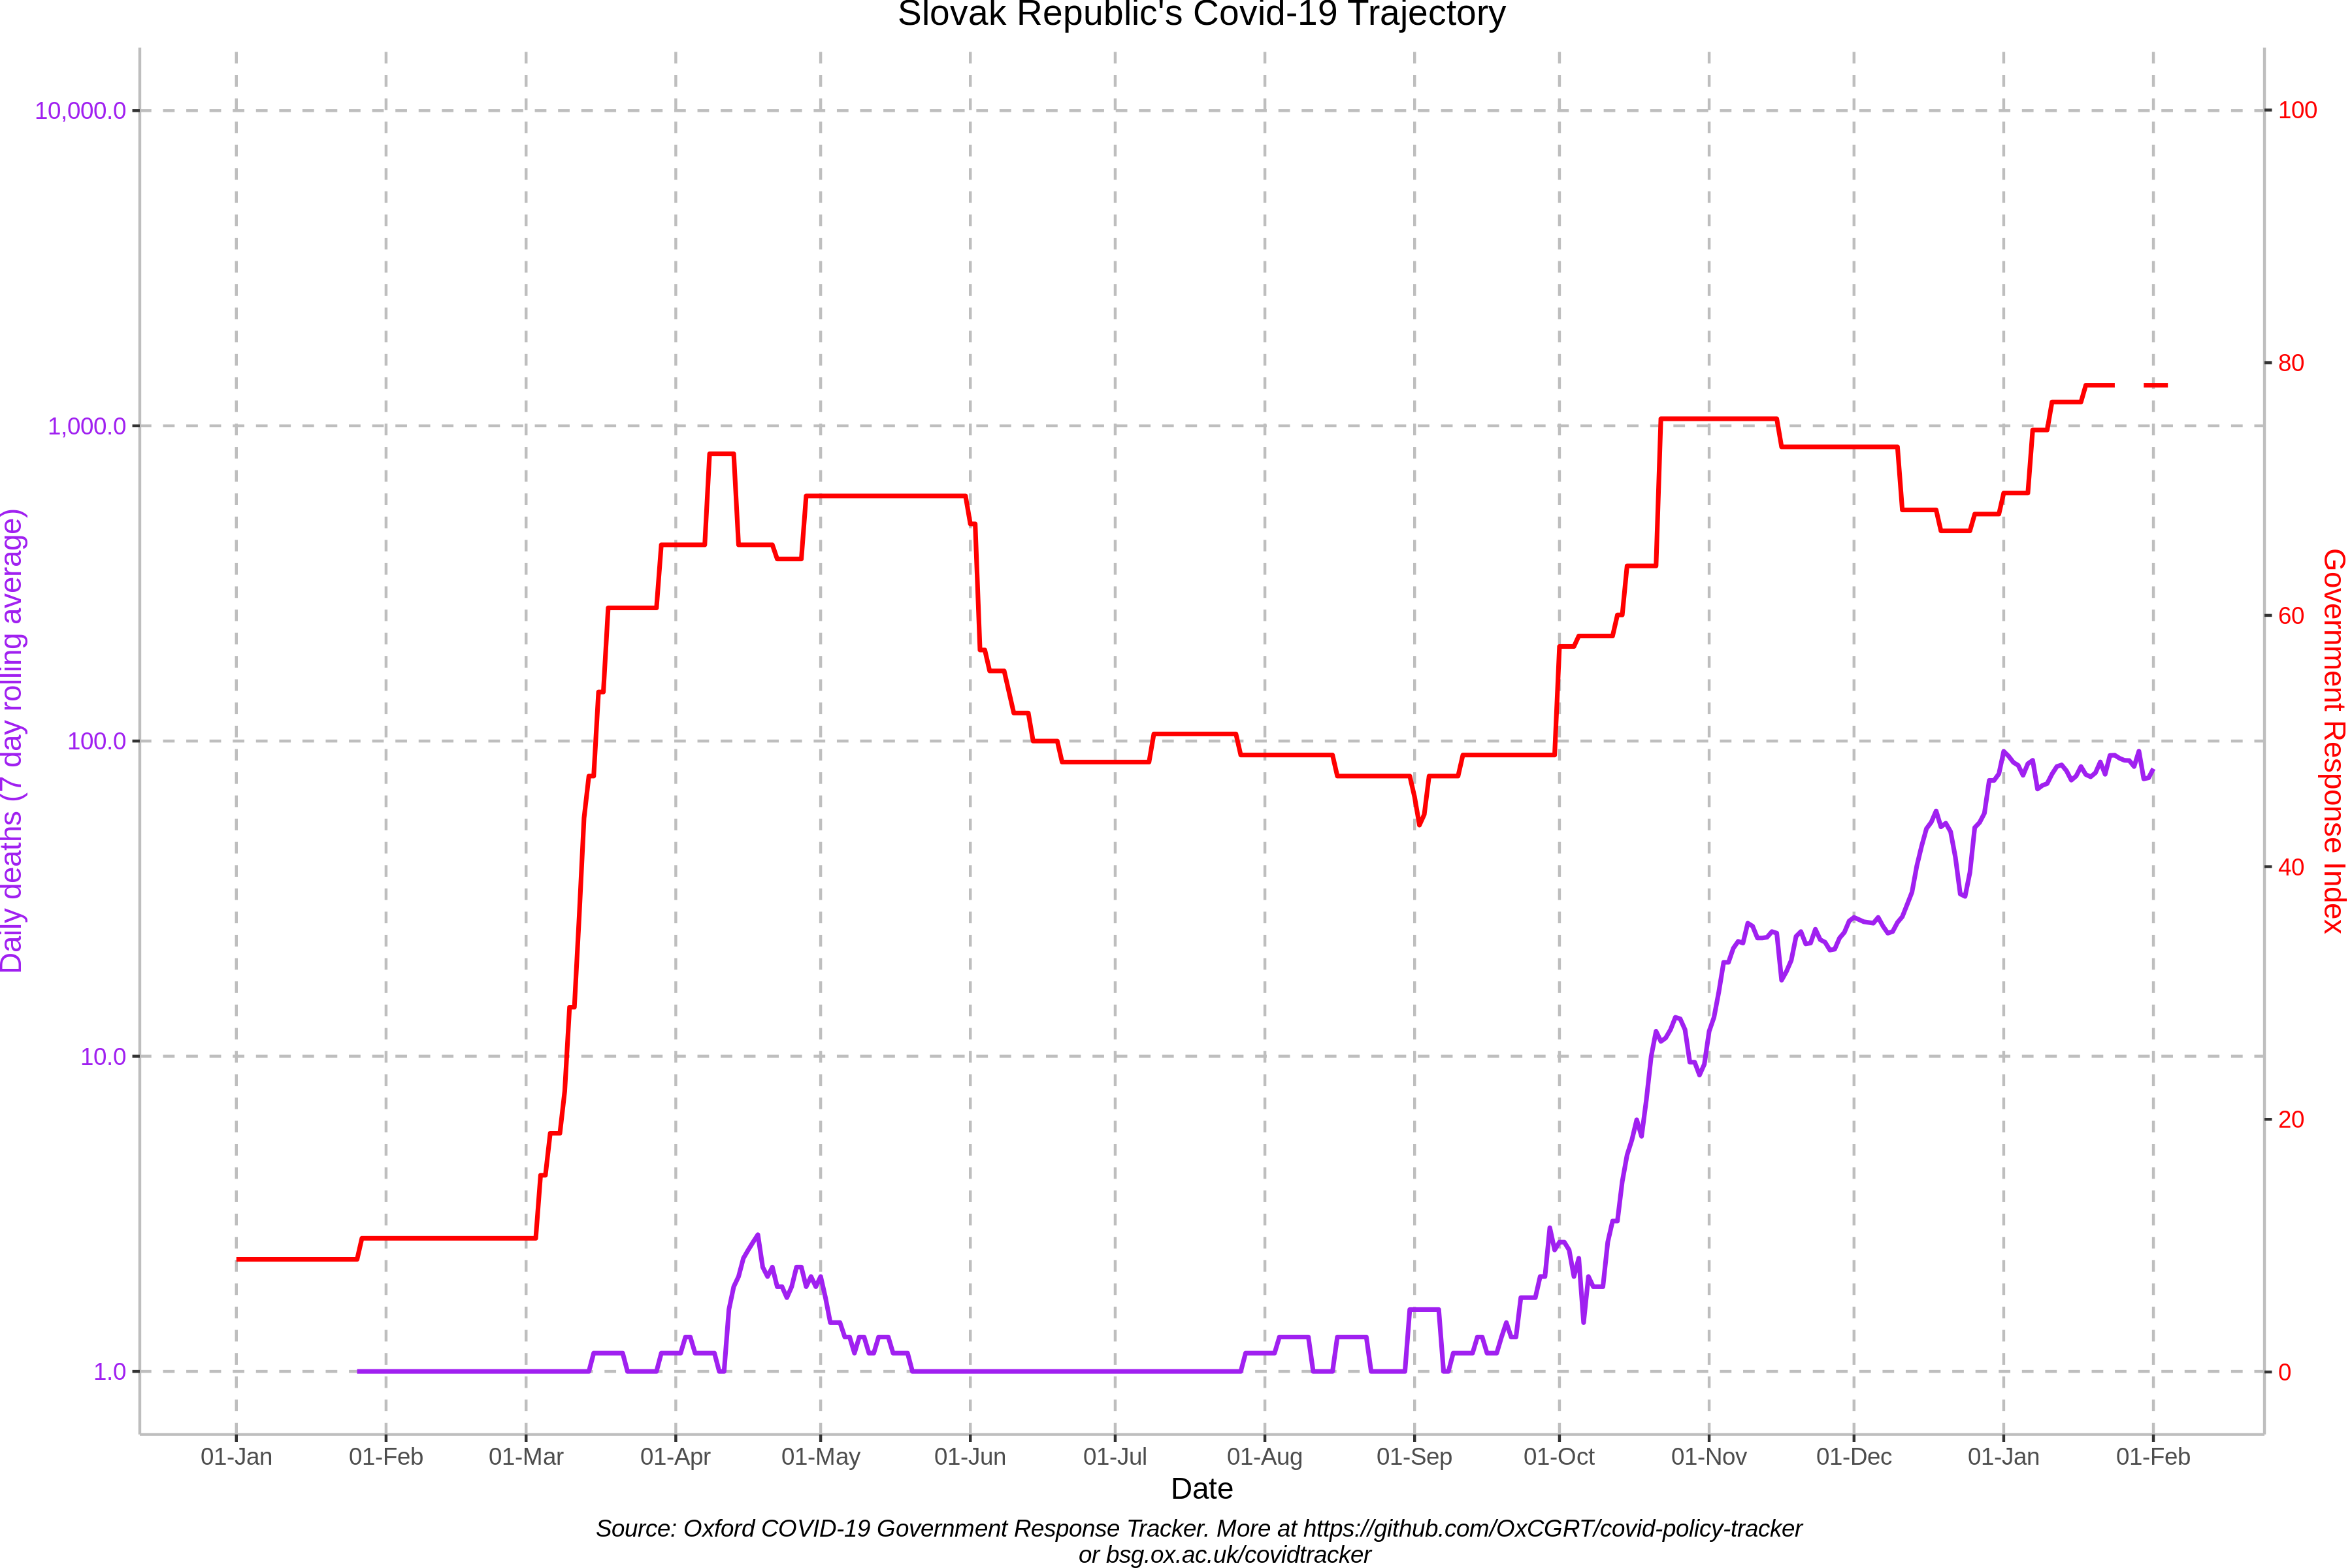 Slovak Republic's Covid-19 Trajectory
10,000.0
1,000.0
100.0
10.0
1.0
Daily deaths (7 day rolling average)
100
80
60
40
20
0
Government Response Index
01-Jan 01-Feb 01-Mar 01-Apr 01-May 01-Jun 01-Jul 01-Aug 01-Sep 01-Oct 01-Nov 01-Dec 01-Jan 01-Feb
Date
Source: Oxford COVID-19 Government Response Tracker. More at https://github.com/OxCGRT/covid-policy-tracker
or bsg.ox.ac.uk/covidtracker